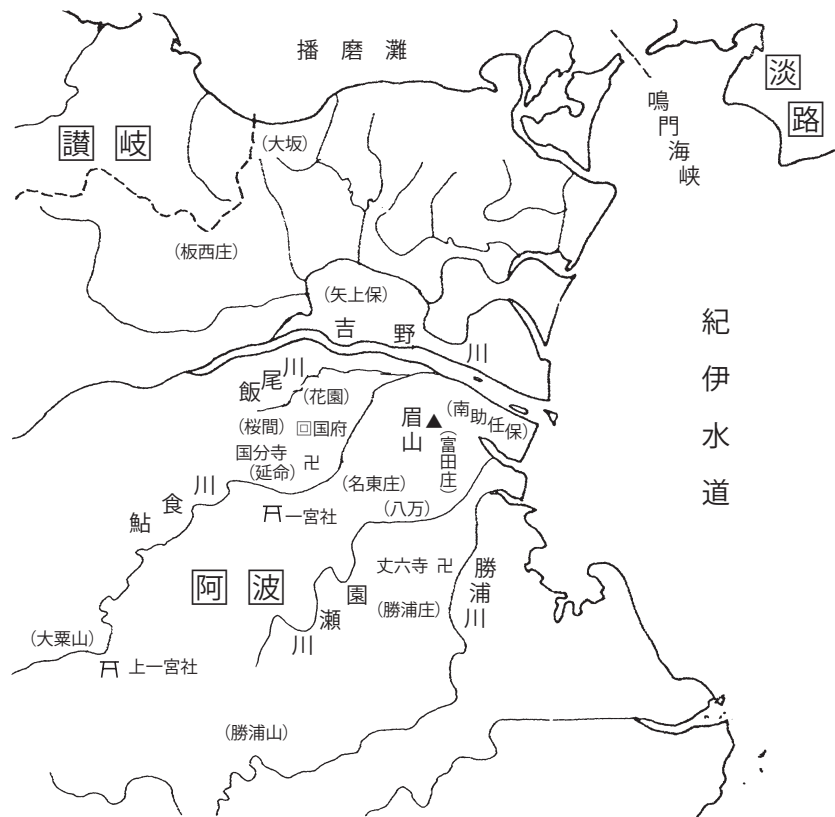 播磨灘
淡路
鳴門海峡
讃岐
（大坂）
（板西庄）
（矢上保）
吉野川
紀伊水道
飯尾川
（花園）
（南助任保）
（桜間）
回国府
眉山
▲
（富田庄）
国分寺
（延命）
卍
（名東庄）
鮎食川
一宮社
（八万）
丈六寺
卍
勝浦川
阿波
園瀬川
（勝浦庄）
（大粟山）
上一宮社
（勝浦山）